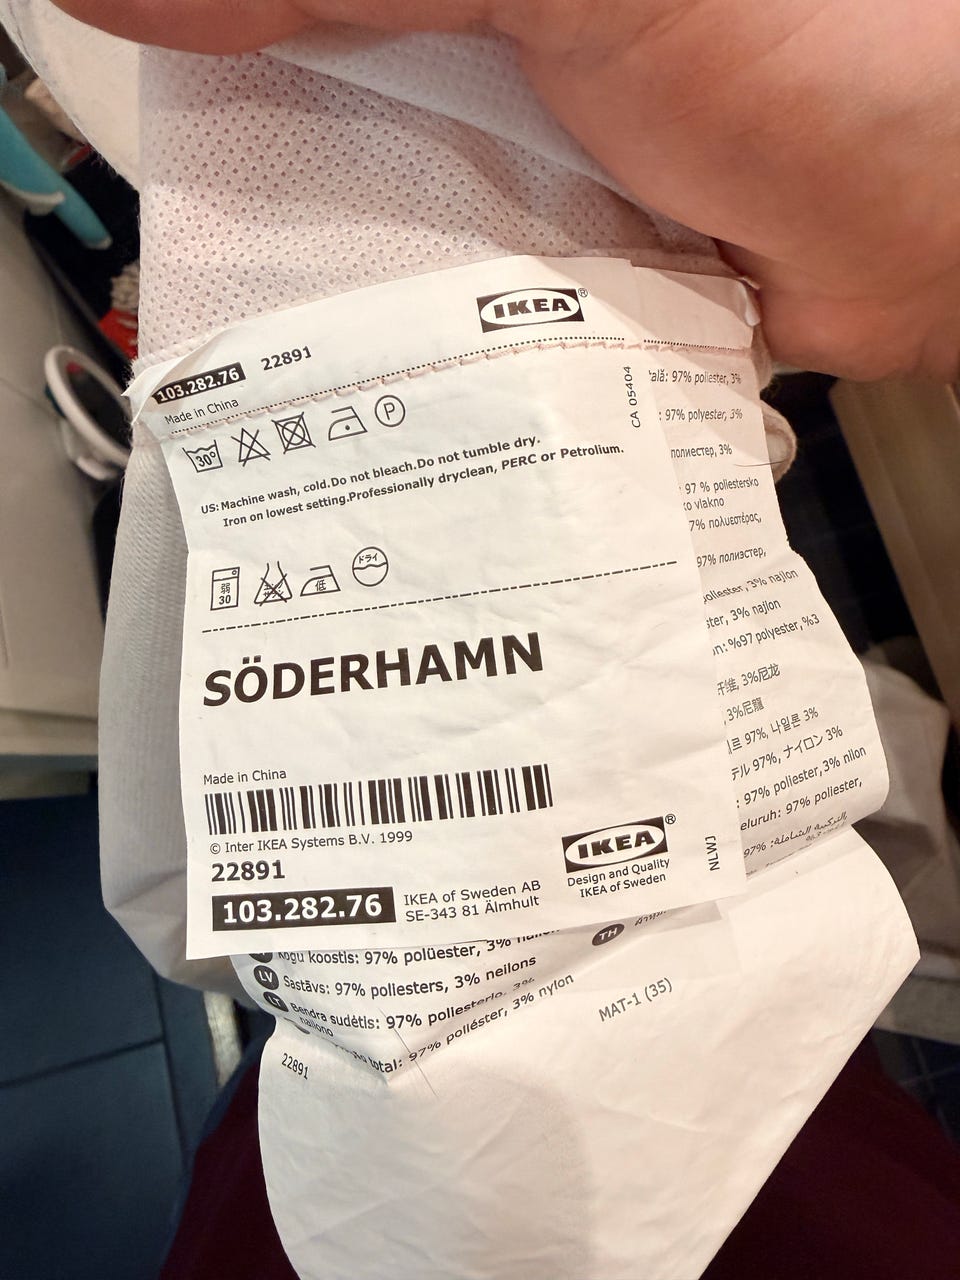 IKEA®
103.282.76 22891
Made in China
30° P
US: Machine wash, cold.Do not bleach.Do not tumble dry.
Iron on lowest setting.Professionally dryclean, PERC or Petrolium.
CA 05404
弱
30
低
ドライ
SÖDERHAMN
Made in China
© Inter IKEA Systems B.V. 1999
22891
103.282.76
IKEA of Sweden AB
SE-343 81 Älmhult
IKEA®
Design and Quality
IKEA of Sweden
NLWJ
97% poliester, 3%
: 97% polyester, 3%
3%
97 % poliestersko
vlakno
7% πολυεστέρας,
97% полиэстер,
3% najlon
3% najlon
%97 polyester,%3
3%尼龙
3%尼龍
97%, 나일론 3%
テル 97%, ナイロン 3%
: 97% poliester,3% nilon
97% poliester,
الشاملة: 97%
koostis: 97% polüester, 3%
LV Sastāvs: 97% poliesters, 3% neilons
LT Bendra sudėtis: 97% poliesterio, 3%
nailono
total: 97% poliéster, 3% nylon
TH
MAT-1 (35)
22891